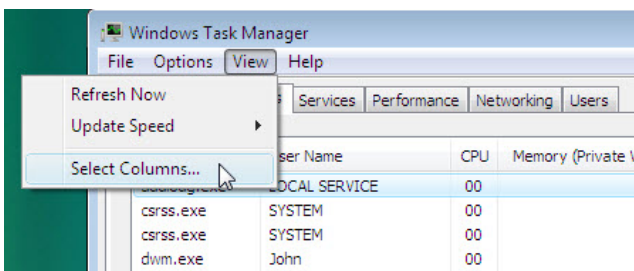 Windows Task Manager
File Options View Help
Refresh Now
Services Performance Networking Users
Update Speed
User Name CPU Memory (Private
Select Columns...
LOCAL SERVICE 00
csrss.exe SYSTEM 00
csrss.exe SYSTEM 00
dwm.exe John 00